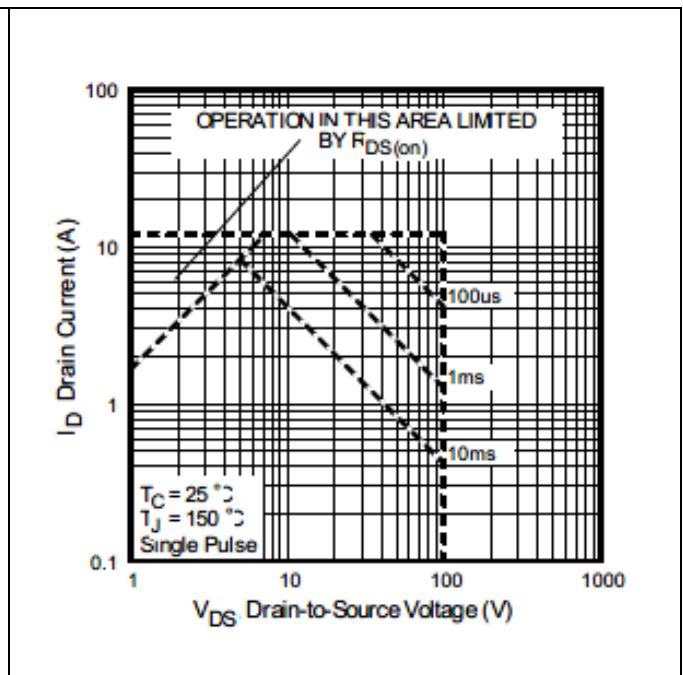 100
OPERATION IN THIS AREA LIMITED
BY RDS(on)
10
100us
1ms
1
10ms
TC = 25 °C
TJ = 150 °C
Single Pulse
0.1
1
10
100
1000
ID Drain Current (A)
VDS, Drain-to-Source Voltage (V)